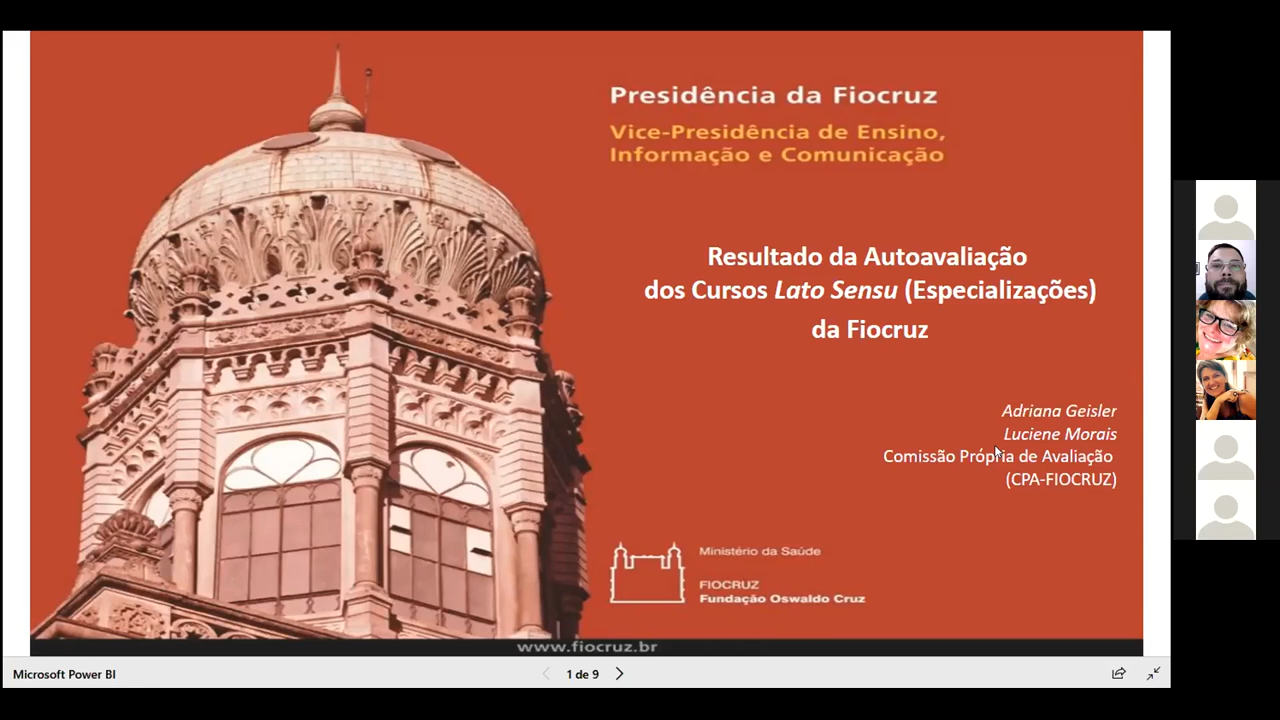 Presidência da Fiocruz
Vice-Presidência de Ensino,
Informação e Comunicação
Resultado da Autoavaliação
dos Cursos Lato Sensu (Especializações)
da Fiocruz
Adriana Geisler
Luciene Morais
Comissão Própria de Avaliação
(CPA-FIOCRUZ)
Ministério da Saúde
FIOCRUZ
Fundação Oswaldo Cruz
www.fiocruz.br
Microsoft Power BI
1 de 9